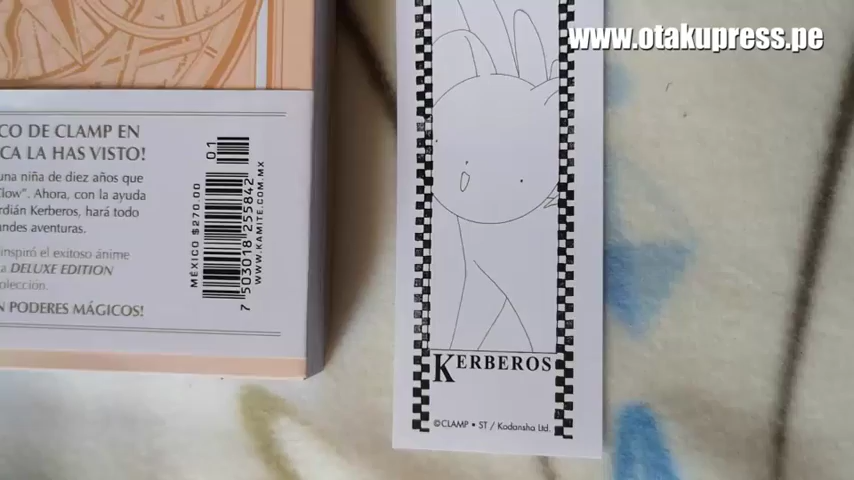 www.otakupress.pe
CO DE CLAMP EN
CA LA HAS VISTO!
una niña de diez años que
Clow". Ahora, con la ayuda
rdián Kerberos, hará todo
ndes aventuras.
inspiró el exitoso ánime
a DELUXE EDITION
olección.
N PODERES MÁGICOS!
MÉXICO $270.00
01
7 503018 255842
WWW.KAMITE.COM.MX
KERBEROS
©CLAMP • ST / Kodansha Ltd.